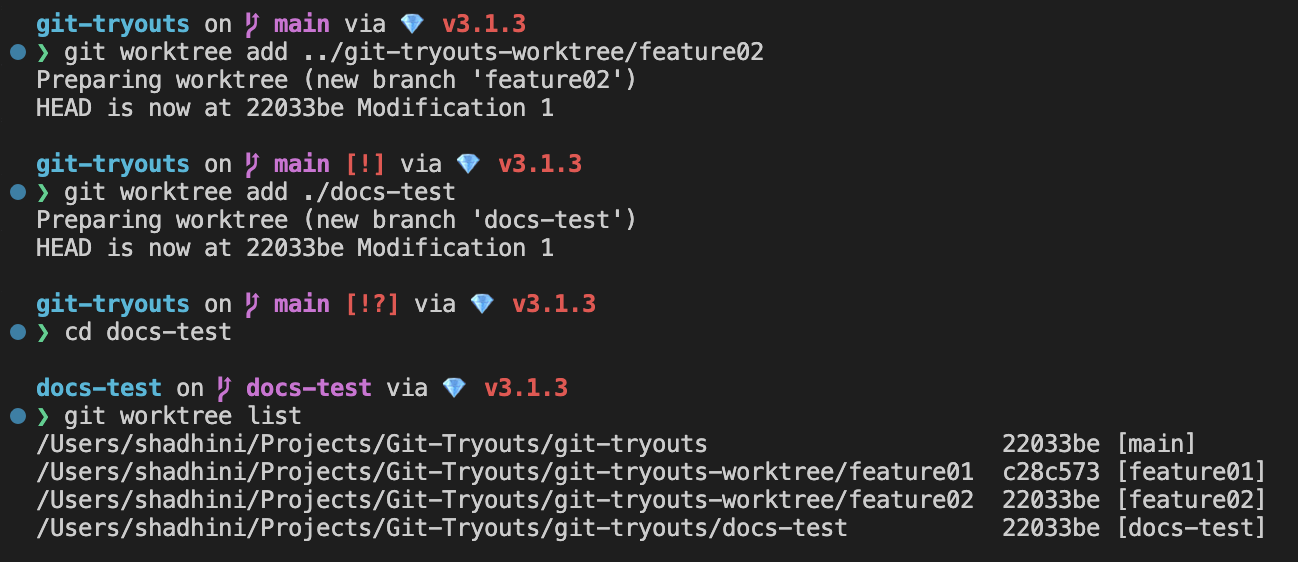 git-tryouts on main via 💎 v3.1.3
❯ git worktree add ../git-tryouts-worktree/feature02
Preparing worktree (new branch 'feature02')
HEAD is now at 22033be Modification 1
git-tryouts on main [!] via 💎 v3.1.3
❯ git worktree add ./docs-test
Preparing worktree (new branch 'docs-test')
HEAD is now at 22033be Modification 1
git-tryouts on main [!?] via 💎 v3.1.3
❯ cd docs-test
docs-test on docs-test via 💎 v3.1.3
❯ git worktree list
/Users/shadhini/Projects/Git-Tryouts/git-tryouts 22033be [main]
/Users/shadhini/Projects/Git-Tryouts/git-tryouts-worktree/feature01 c28c573 [feature01]
/Users/shadhini/Projects/Git-Tryouts/git-tryouts-worktree/feature02 22033be [feature02]
/Users/shadhini/Projects/Git-Tryouts/git-tryouts/docs-test 22033be [docs-test]